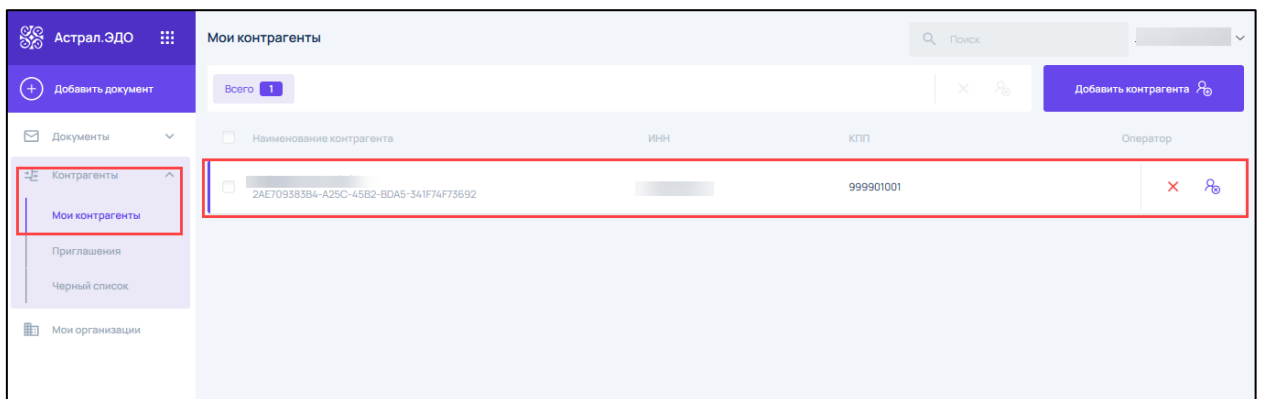 Астрал.ЭДО
Мои контрагенты
Поиск
Добавить документ
Всего 1
Добавить контрагента
Документы
Наименование контрагента ИНН КПП Оператор
Контрагенты
2AE709383B4-A25C-45B2-BDA5-341F74F73692
999901001
Мои контрагенты
Приглашения
Черный список
Мои организации